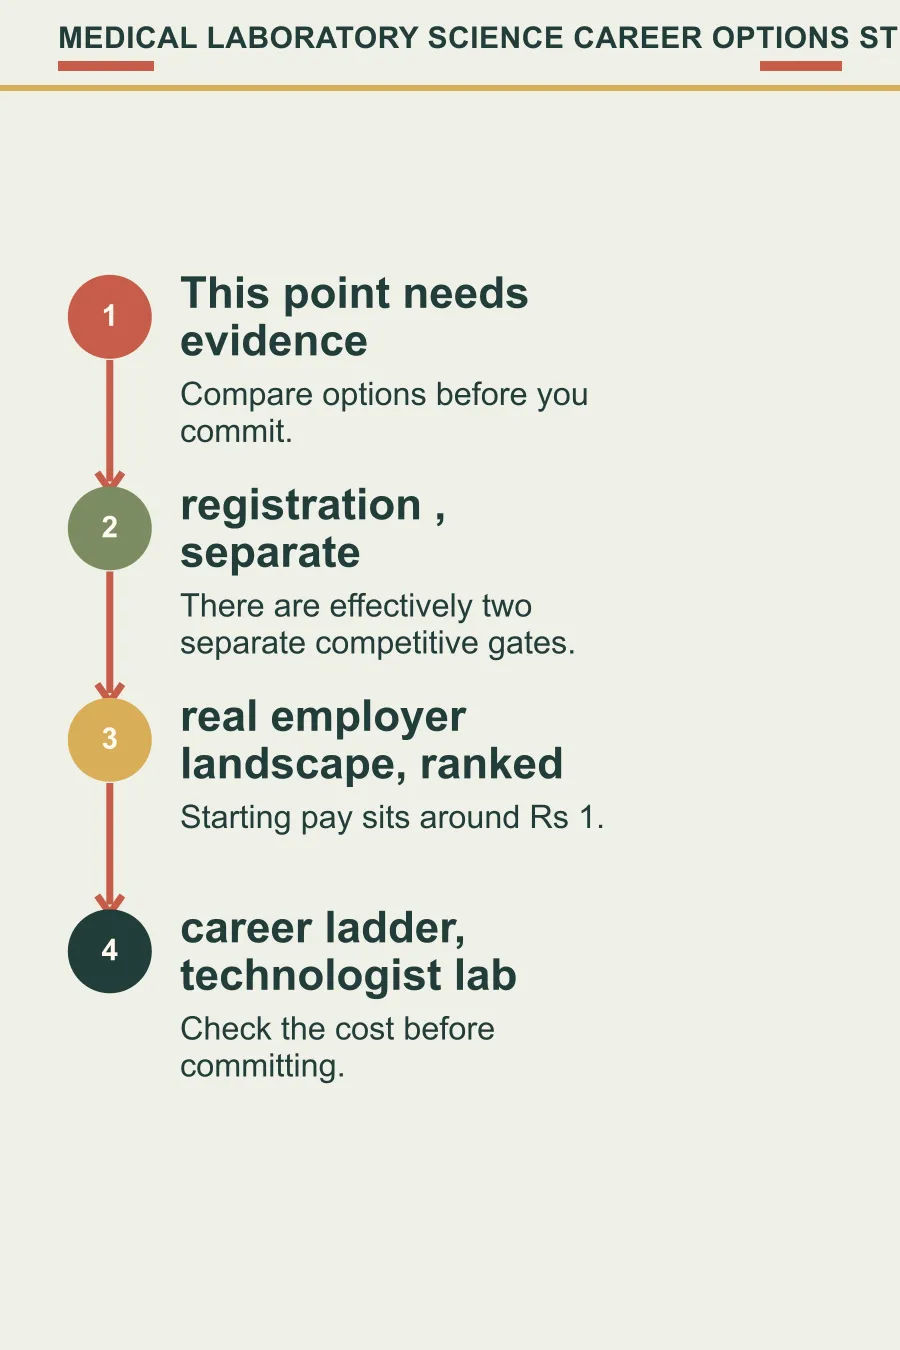 MEDICAL LABORATORY SCIENCE CAREER OPTIONS ST
1
This point needs
evidence
Compare options before you
commit.
2
registration ,
separate
There are effectively two
separate competitive gates.
3
real employer
landscape, ranked
Starting pay sits around Rs 1.
4
career ladder,
technologist lab
Check the cost before
committing.